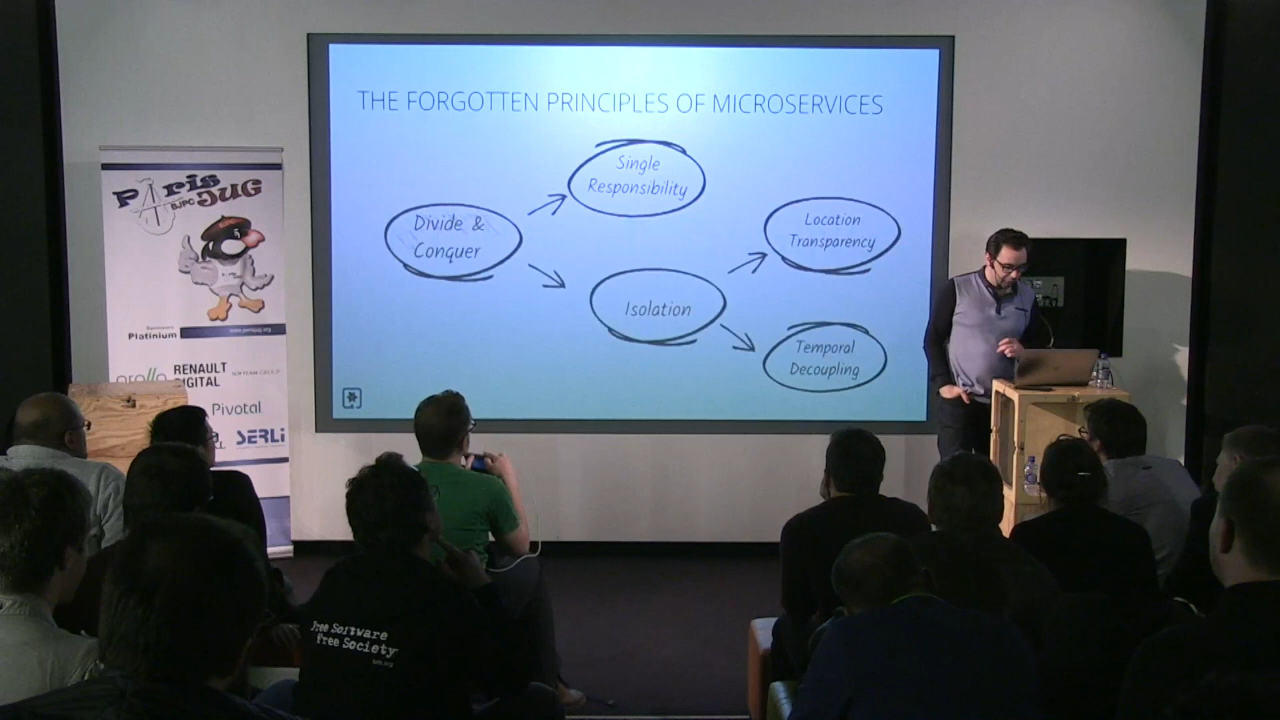 THE FORGOTTEN PRINCIPLES OF MICROSERVICES
Single
Responsibility
Divide &
Conquer
Location
Transparency
Isolation
Temporal
Decoupling
Paris
JUG
Platinium
RENAULT
DIGITAL
Pivotal
SERLi
Free Software
Free Society